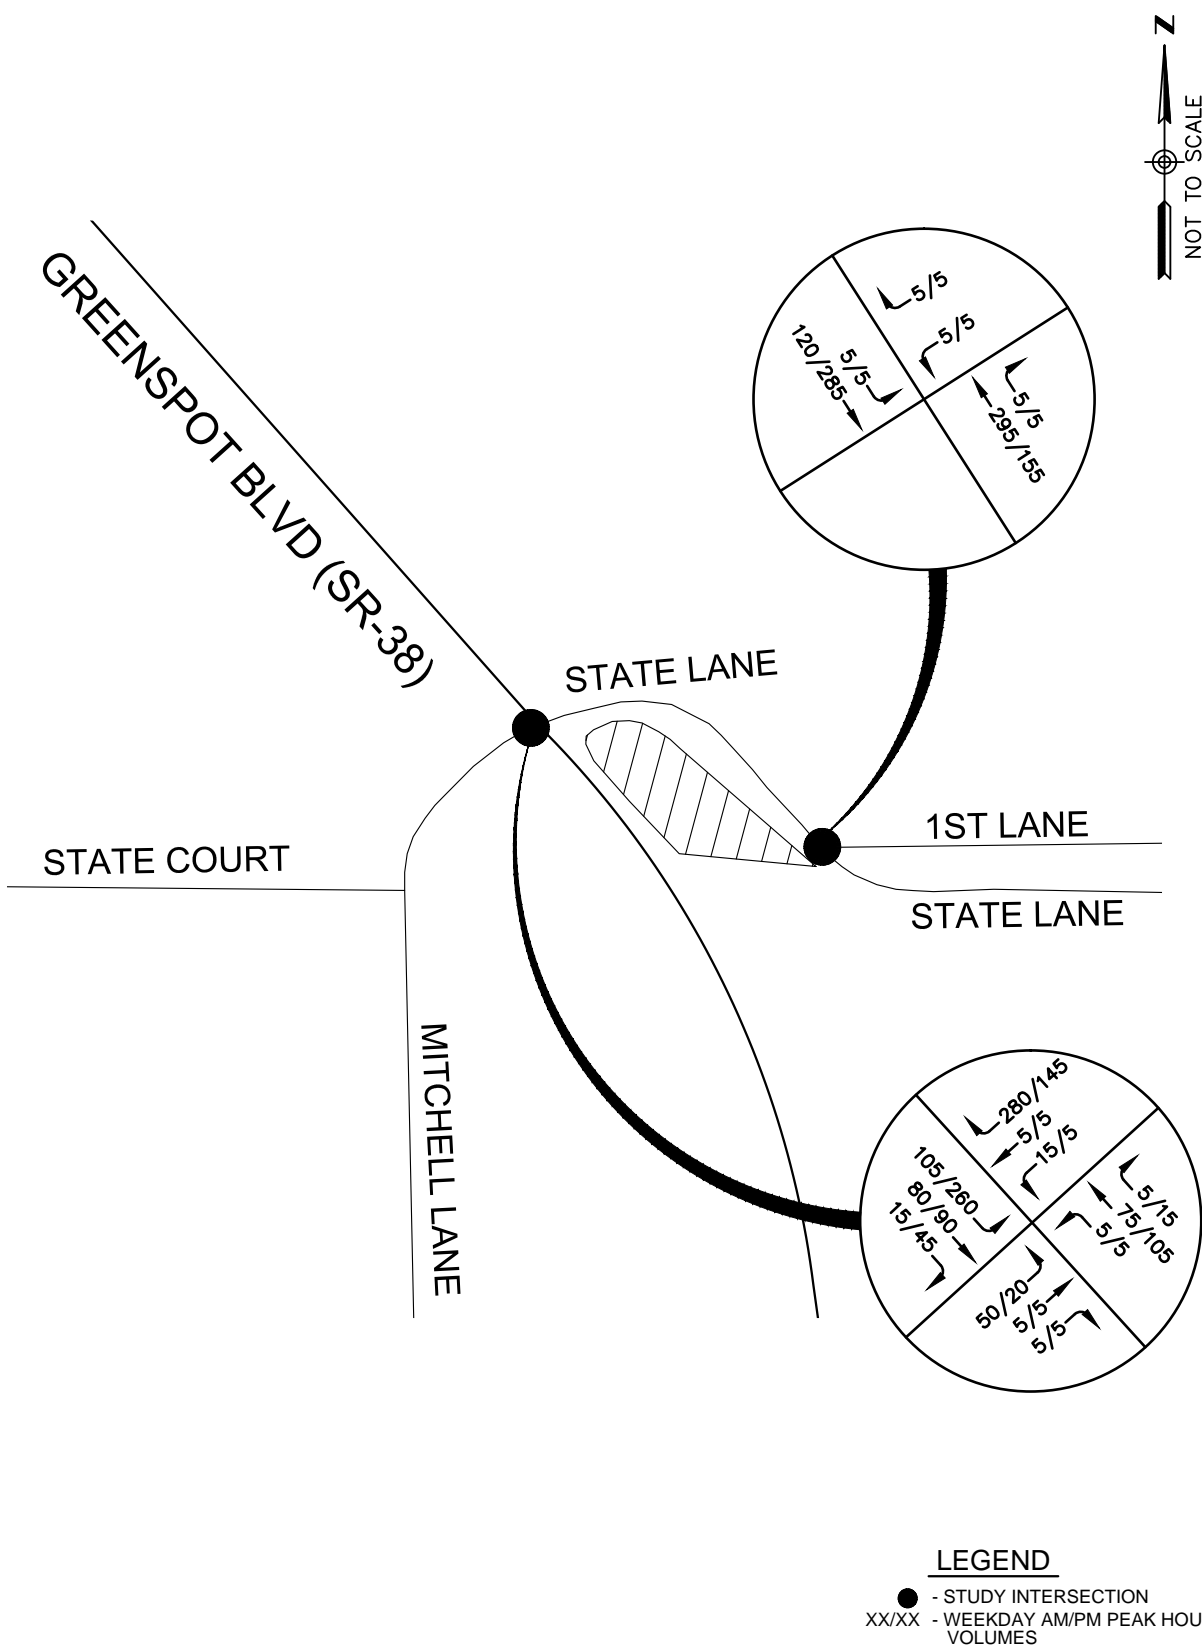 Z
NOT TO SCALE
GREENSPOT BLVD (SR-38)
5/5
5/5
5/5
120/285
5/5
295/155
STATE LANE
1ST LANE
STATE COURT
STATE LANE
MITCHELL LANE
280/145
5/5
15/5
105/260
80/90
15/45
5/15
75/105
5/5
50/20
5/5
5/5
LEGEND
- STUDY INTERSECTION
XX/XX - WEEKDAY AM/PM PEAK HOU
VOLUMES